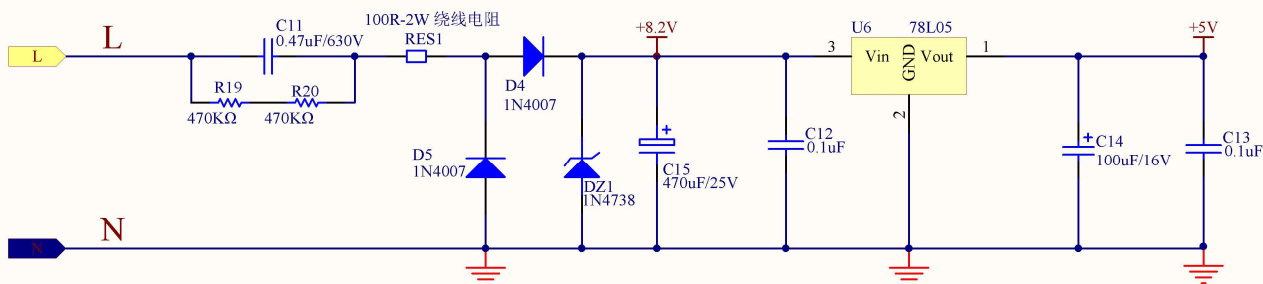 L
L
C11
0.47uF/630V
R19
470KΩ
R20
470KΩ
100R-2W 绕线电阻
RES1
D4
1N4007
D5
1N4007
DZ1
1N4738
+8.2V
C15
470uF/25V
C12
0.1uF
U6
78L05
3
Vin
GND
Vout
1
2
C14
100uF/16V
+5V
C13
0.1uF
N
N